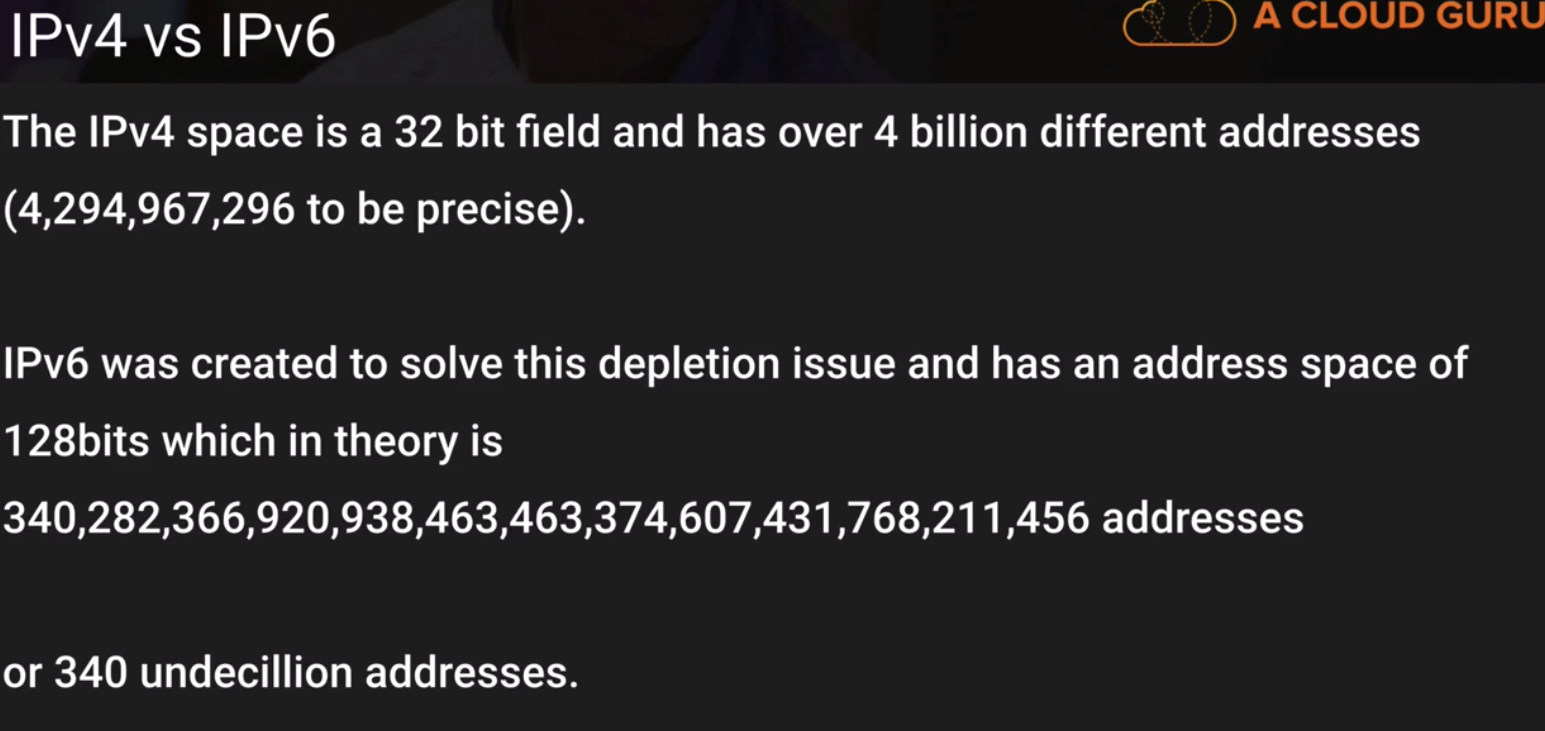 IPv4 vs IPv6
A CLOUD GURU
The IPv4 space is a 32 bit field and has over 4 billion different addresses
(4,294,967,296 to be precise).
IPv6 was created to solve this depletion issue and has an address space of
128bits which in theory is
340,282,366,920,938,463,463,374,607,431,768,211,456 addresses
or 340 undecillion addresses.